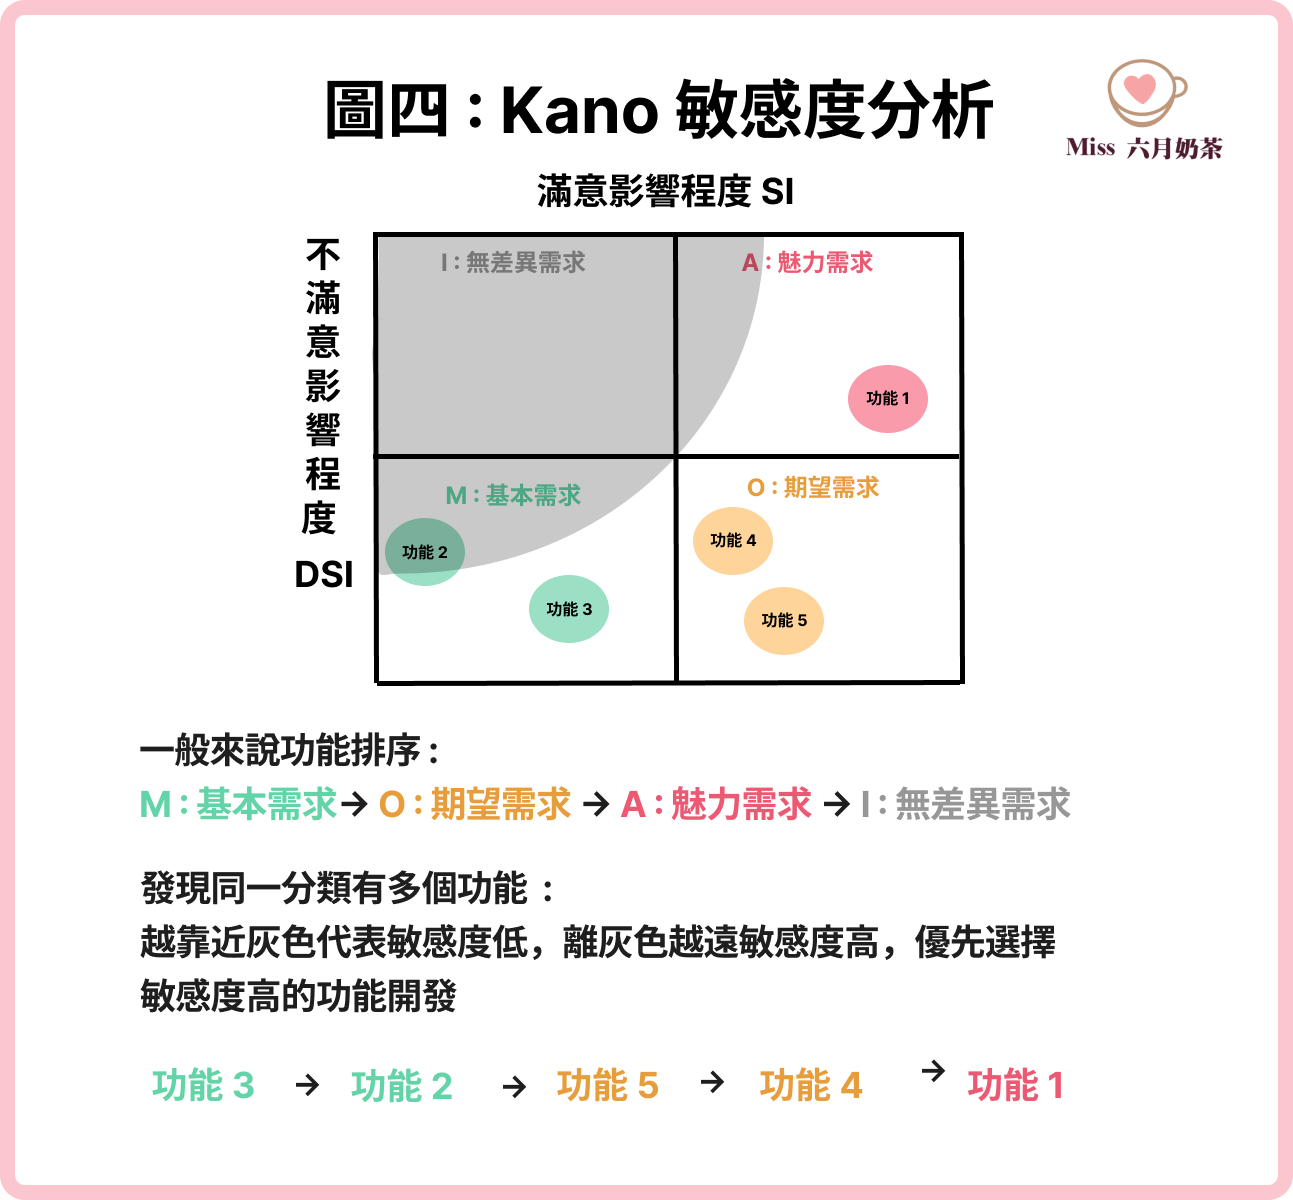 圖四 : Kano 敏感度分析
Miss 六月奶茶
滿意影響程度 SI
不滿意影響程度
DSI
I : 無差異需求
A : 魅力需求
功能 1
M : 基本需求
O : 期望需求
功能 2
功能 4
功能 3
功能 5
一般來說功能排序 :
M : 基本需求→ O : 期望需求 → A : 魅力需求 → I : 無差異需求
發現同一分類有多個功能 :
越靠近灰色代表敏感度低，離灰色越遠敏感度高，優先選擇
敏感度高的功能開發
功能 3 → 功能 2 → 功能 5 → 功能 4 → 功能 1